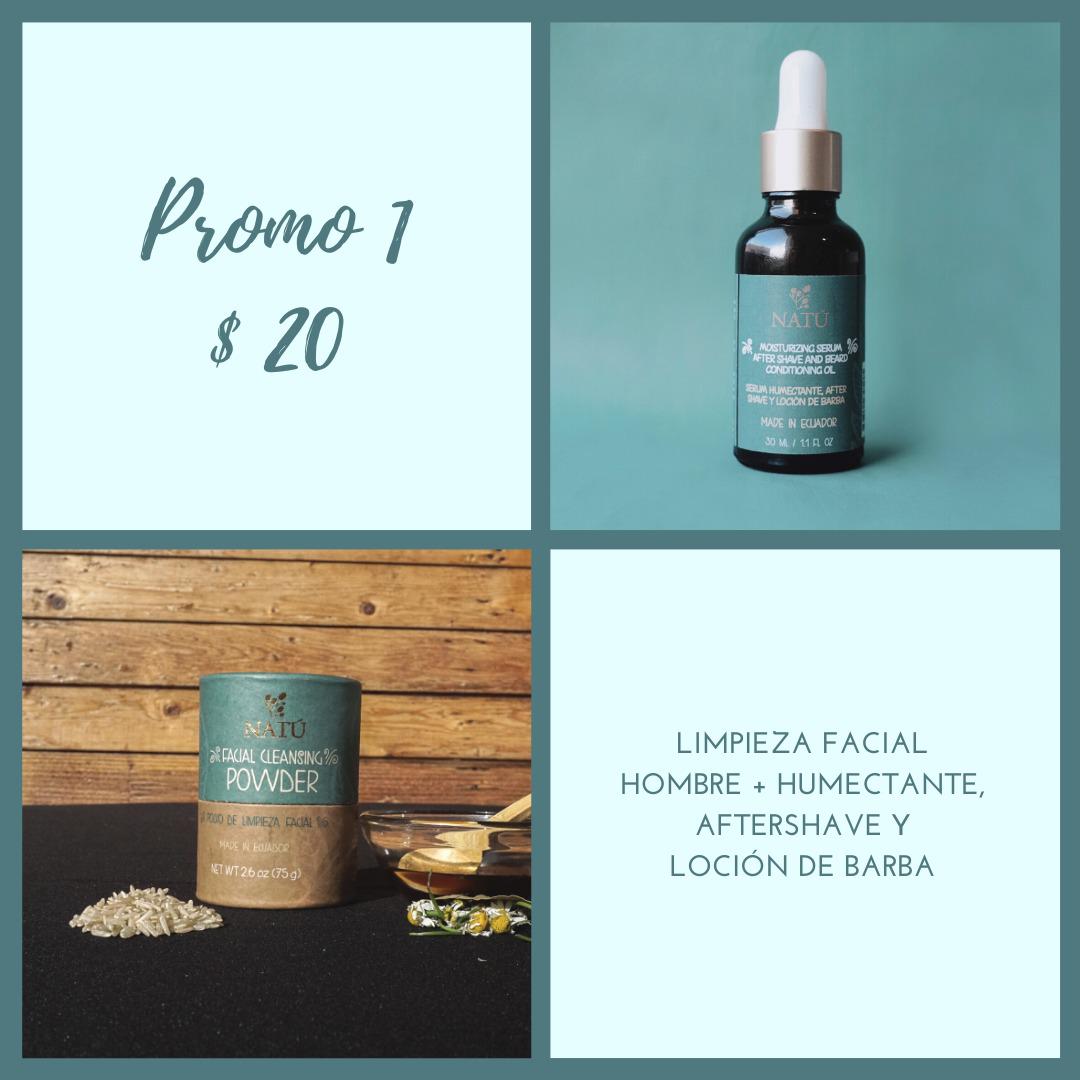 Promo 1
$ 20
NATÚ
MOISTURIZING SERUM
AFTER SHAVE AND BEARD
CONDITIONING OIL
SERUM HUMECTANTE, AFTER
SHAVE Y LOCIÓN DE BARBA
MADE IN ECUADOR
30 ML / 1.1 FL OZ
NATÚ
FACIAL CLEANSING
POWDER
POLVO DE LIMPIEZA FACIAL
MADE IN ECUADOR
NET WT 2.6 oz (75g)
LIMPIEZA FACIAL
HOMBRE + HUMECTANTE,
AFTERSHAVE Y
LOCIÓN DE BARBA